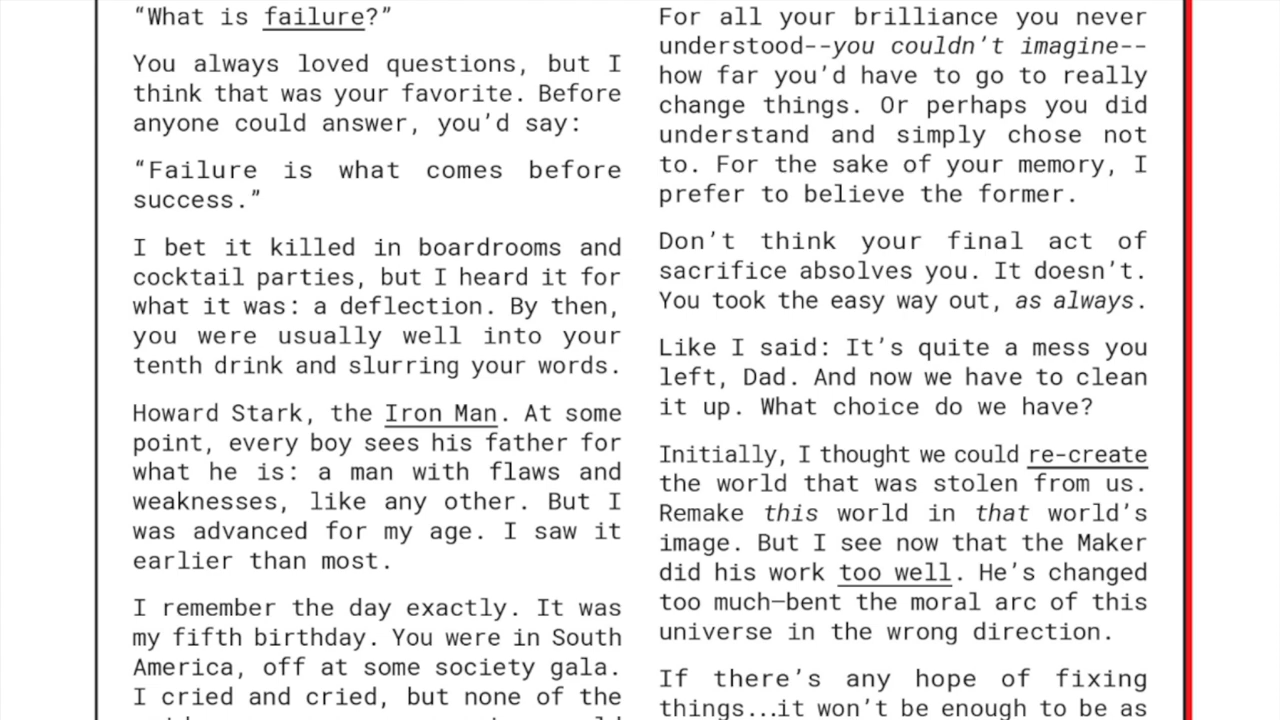 “What is failure?”
You always loved questions, but I
think that was your favorite. Before
anyone could answer, you’d say:
“Failure is what comes before
success.”
I bet it killed in boardrooms and
cocktail parties, but I heard it for
what it was: a deflection. By then,
you were usually well into your
tenth drink and slurring your words.
Howard Stark, the Iron Man. At some
point, every boy sees his father for
what he is: a man with flaws and
weaknesses, like any other. But I
was advanced for my age. I saw it
earlier than most.
I remember the day exactly. It was
my fifth birthday. You were in South
America, off at some society gala.
I cried and cried, but none of the
For all your brilliance you never
understood--you couldn’t imagine--
how far you’d have to go to really
change things. Or perhaps you did
understand and simply chose not
to. For the sake of your memory, I
prefer to believe the former.
Don’t think your final act of
sacrifice absolves you. It doesn’t.
You took the easy way out, as always.
Like I said: It’s quite a mess you
left, Dad. And now we have to clean
it up. What choice do we have?
Initially, I thought we could re-create
the world that was stolen from us.
Remake this world in that world’s
image. But I see now that the Maker
did his work too well. He’s changed
too much—bent the moral arc of this
universe in the wrong direction.
If there’s any hope of fixing
things...it won’t be enough to be as